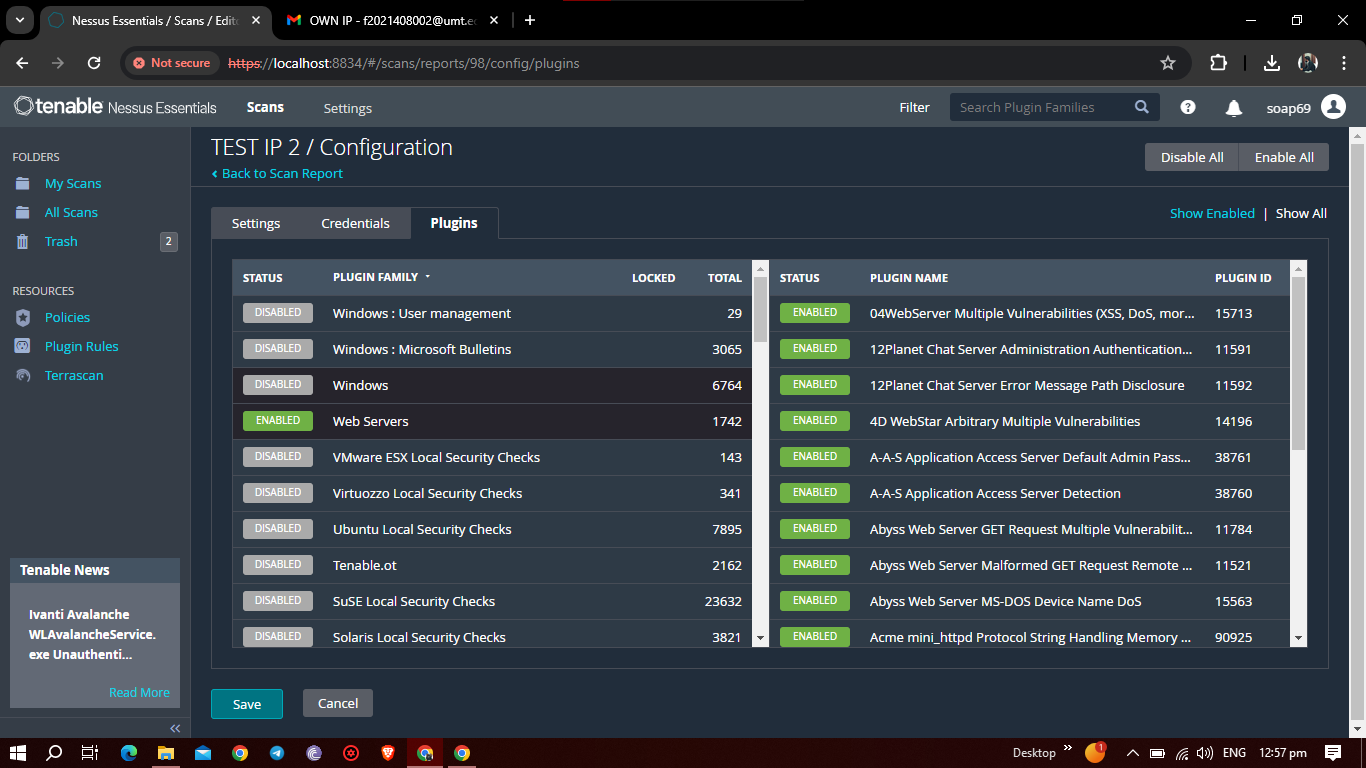 Nessus Essentials / Scans / Edit
OWN IP - f2021408002@umt.ed
Not secure
https://localhost:8834/#/scans/reports/98/config/plugins
tenable Nessus Essentials
Scans
Settings
Filter
Search Plugin Families
soap69
FOLDERS
My Scans
All Scans
Trash
2
RESOURCES
Policies
Plugin Rules
Terrascan
Tenable News
Ivanti Avalanche
WLAvalancheService.
exe Unauthenti...
Read More
TEST IP 2 / Configuration
Back to Scan Report
Disable All
Enable All
Settings
Credentials
Plugins
Show Enabled | Show All
STATUS PLUGIN FAMILY LOCKED TOTAL
DISABLED Windows : User management 29
DISABLED Windows : Microsoft Bulletins 3065
DISABLED Windows 6764
ENABLED Web Servers 1742
DISABLED VMware ESX Local Security Checks 143
DISABLED Virtuozzo Local Security Checks 341
DISABLED Ubuntu Local Security Checks 7895
DISABLED Tenable.ot 2162
DISABLED SuSE Local Security Checks 23632
DISABLED Solaris Local Security Checks 3821
STATUS PLUGIN NAME PLUGIN ID
ENABLED 04WebServer Multiple Vulnerabilities (XSS, DoS, mor... 15713
ENABLED 12Planet Chat Server Administration Authentication... 11591
ENABLED 12Planet Chat Server Error Message Path Disclosure 11592
ENABLED 4D WebStar Arbitrary Multiple Vulnerabilities 14196
ENABLED A-A-S Application Access Server Default Admin Pass... 38761
ENABLED A-A-S Application Access Server Detection 38760
ENABLED Abyss Web Server GET Request Multiple Vulnerabilit... 11784
ENABLED Abyss Web Server Malformed GET Request Remote ... 11521
ENABLED Abyss Web Server MS-DOS Device Name DoS 15563
ENABLED Acme mini_httpd Protocol String Handling Memory ... 90925
Save
Cancel
Desktop
1
ENG
12:57 pm